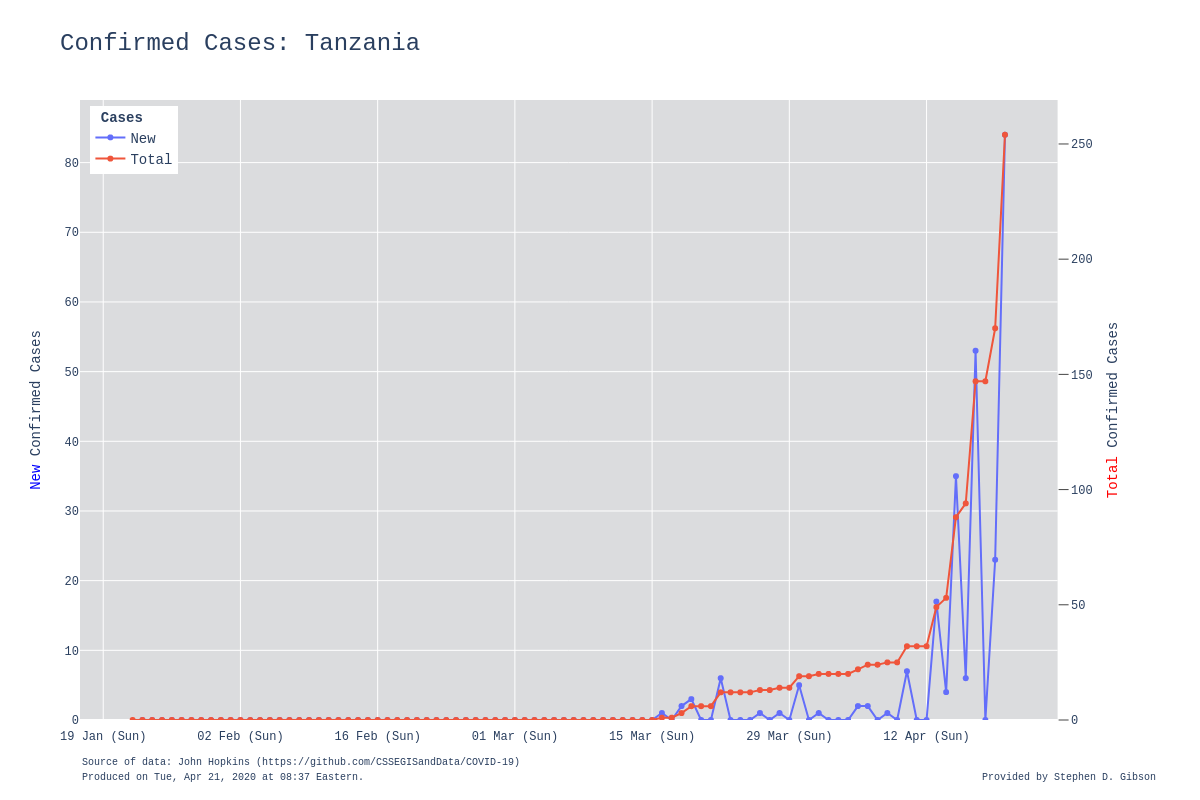 Confirmed Cases: Tanzania
Cases
New
Total
80
70
60
50
40
30
20
10
0
New Confirmed Cases
250
200
150
100
50
0
Total Confirmed Cases
19 Jan (Sun) 02 Feb (Sun) 16 Feb (Sun) 01 Mar (Sun) 15 Mar (Sun) 29 Mar (Sun) 12 Apr (Sun)
Source of data: John Hopkins (https://github.com/CSSEGISandData/COVID-19)
Produced on Tue, Apr 21, 2020 at 08:37 Eastern.
Provided by Stephen D. Gibson